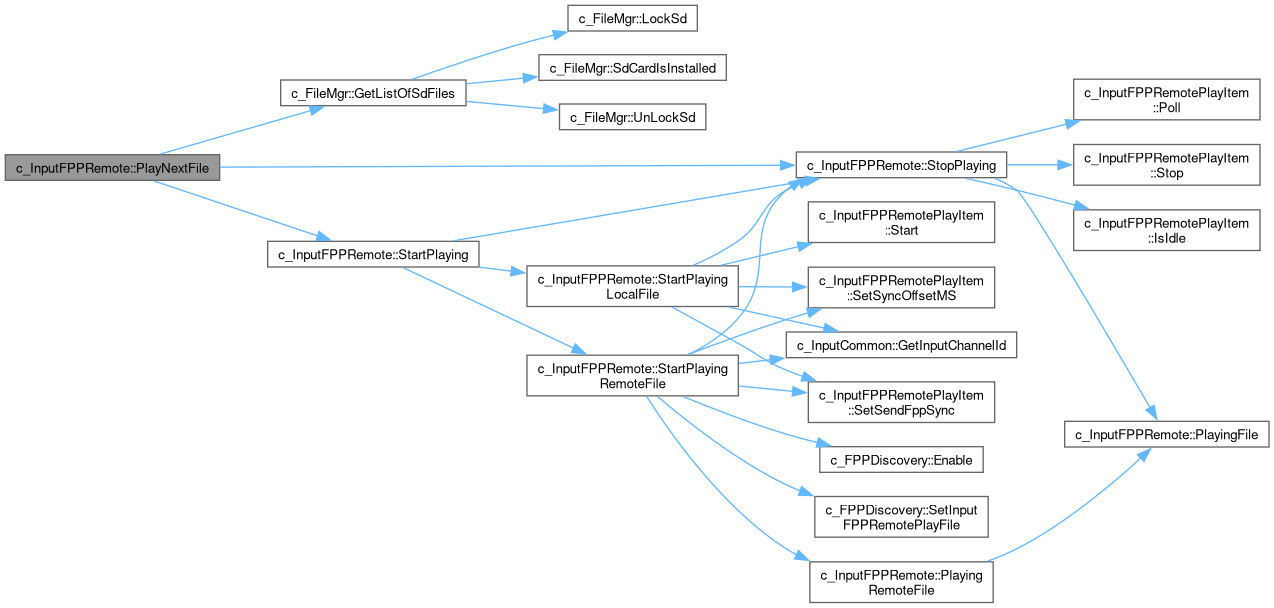 c_FileMgr::LockSd
c_FileMgr::SdCardIsInstalled
c_FileMgr::GetListOfSdFiles
c_FileMgr::UnLockSd
c_InputFPPRemote::PlayNextFile
c_InputFPPRemote::StopPlaying
c_InputFPPRemotePlayItem
::Poll
c_InputFPPRemotePlayItem
::Stop
c_InputFPPRemotePlayItem
::IsIdle
c_InputFPPRemotePlayItem
::Start
c_InputFPPRemote::StartPlaying
c_InputFPPRemote::StartPlaying
LocalFile
c_InputFPPRemotePlayItem
::SetSyncOffsetMS
c_InputCommon::GetInputChannelId
c_InputFPPRemote::StartPlaying
RemoteFile
c_InputFPPRemotePlayItem
::SetSendFppSync
c_InputFPPRemote::PlayingFile
c_FPPDiscovery::Enable
c_FPPDiscovery::SetInput
FPPRemotePlayFile
c_InputFPPRemote::Playing
RemoteFile